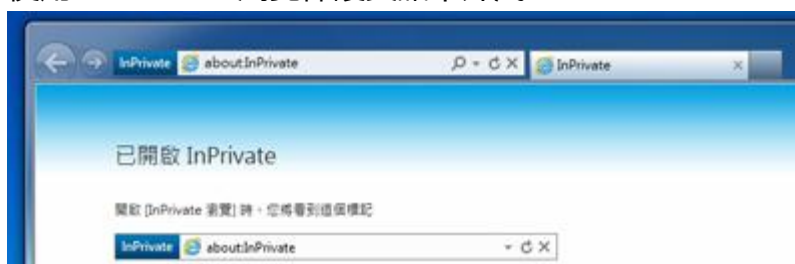 InPrivate about:InPrivate InPrivate
已開啟 InPrivate
開啟 [InPrivate 瀏覽] 時，您將看到這個標記
InPrivate about:InPrivate